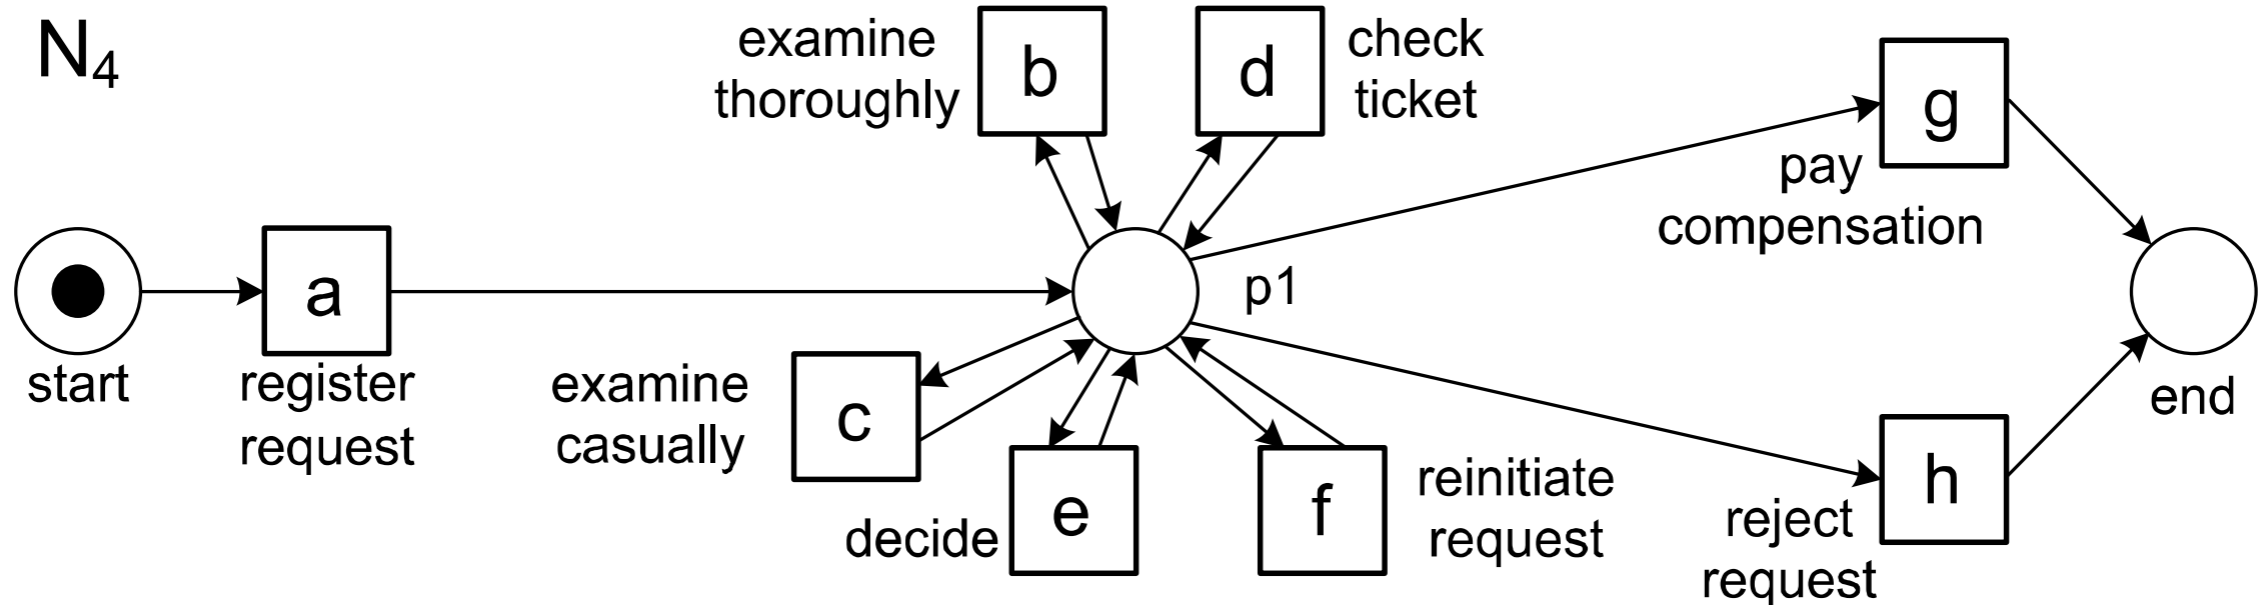 N₄
examine
thoroughly
b
d
check
ticket
g
pay
compensation
start
a
register
request
p1
examine
casually
c
decide
e
f
reinitiate
request
h
reject
request
end